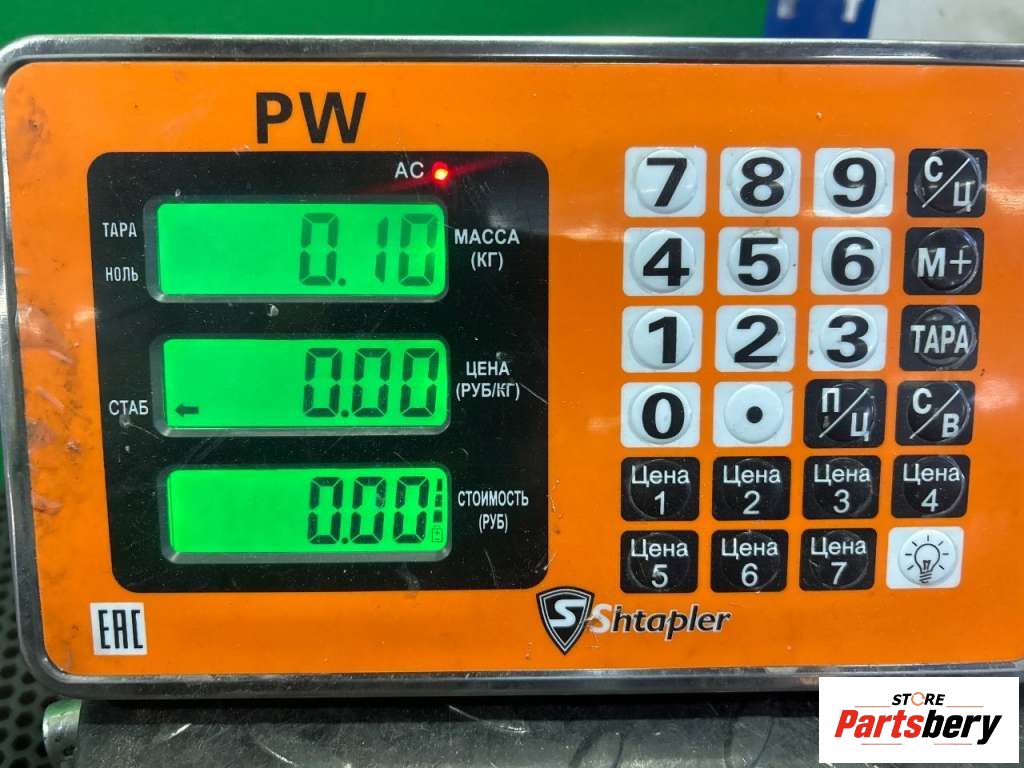 PW
AC
ТАРА
НОЛЬ
0.10
МАССА
(КГ)
СТАБ
0.00
ЦЕНА
(РУБ/КГ)
0.00
СТОИМОСТЬ
(РУБ)
7 8 9 С/Ц
4 5 6 М+
1 2 3 ТАРА
0 • П/Ц С/В
Цена 1 Цена 2 Цена 3 Цена 4
Цена 5 Цена 6 Цена 7
EAC
S-Shtapler
STORE
Partsbery